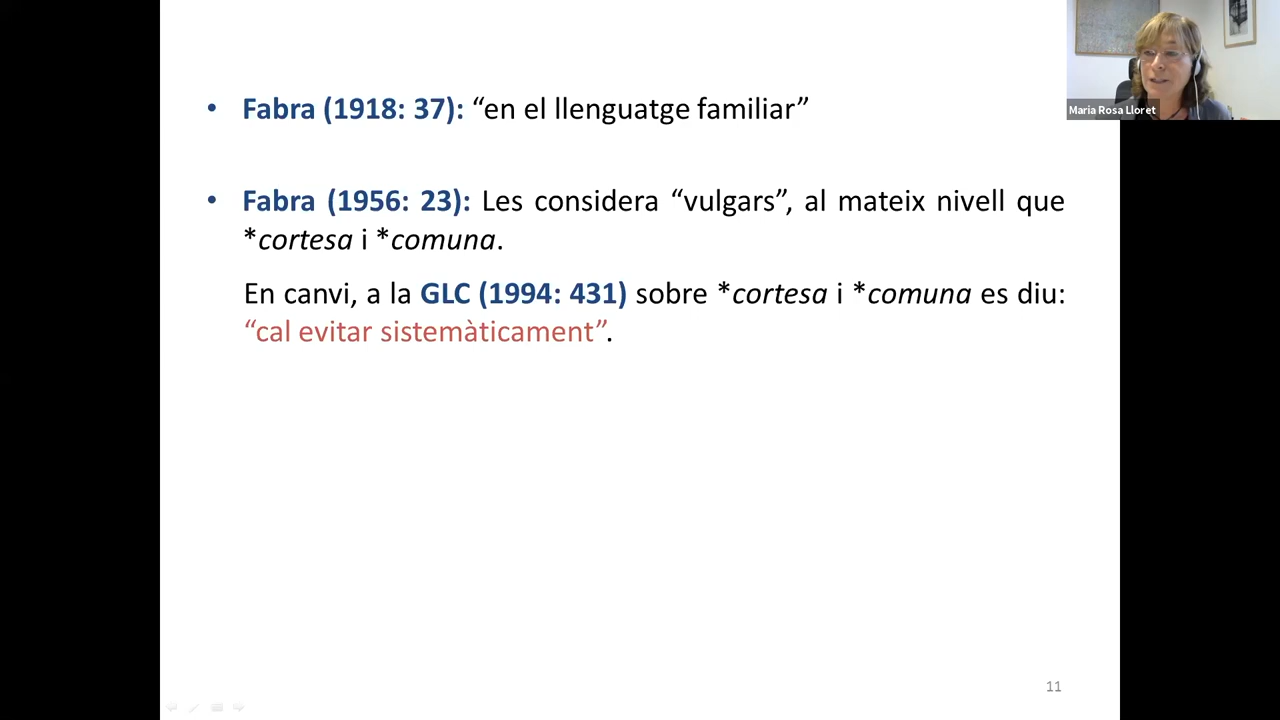 Maria Rosa Lloret
• Fabra (1918: 37): “en el llenguatge familiar”
• Fabra (1956: 23): Les considera “vulgars”, al mateix nivell que
*cortesa i *comuna.
En canvi, a la GLC (1994: 431) sobre *cortesa i *comuna es diu:
“cal evitar sistemàticament”.
11